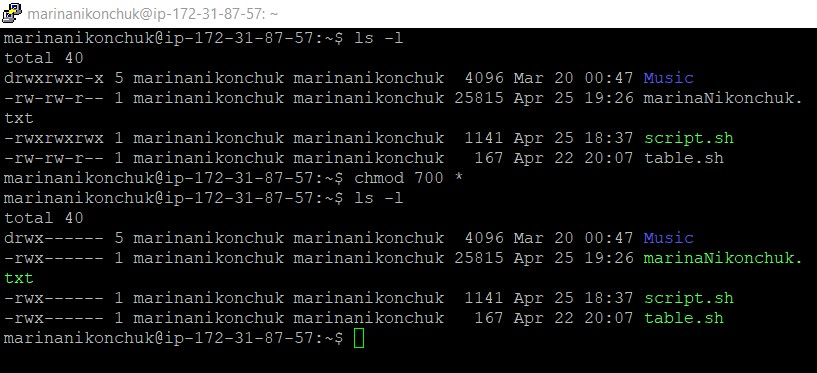 marinanikonchuk@ip-172-31-87-57: ~
marinanikonchuk@ip-172-31-87-57:~$ ls -l
total 40
drwxrwxr-x 5 marinanikonchuk marinanikonchuk  4096 Mar 20 00:47 Music
-rw-rw-r-- 1 marinanikonchuk marinanikonchuk 25815 Apr 25 19:26 marinaNikonchuk.
txt
-rwxrwxrwx 1 marinanikonchuk marinanikonchuk  1141 Apr 25 18:37 script.sh
-rw-rw-r-- 1 marinanikonchuk marinanikonchuk   167 Apr 22 20:07 table.sh
marinanikonchuk@ip-172-31-87-57:~$ chmod 700 *
marinanikonchuk@ip-172-31-87-57:~$ ls -l
total 40
drwx------ 5 marinanikonchuk marinanikonchuk  4096 Mar 20 00:47 Music
-rwx------ 1 marinanikonchuk marinanikonchuk 25815 Apr 25 19:26 marinaNikonchuk.
txt
-rwx------ 1 marinanikonchuk marinanikonchuk  1141 Apr 25 18:37 script.sh
-rwx------ 1 marinanikonchuk marinanikonchuk   167 Apr 22 20:07 table.sh
marinanikonchuk@ip-172-31-87-57:~$